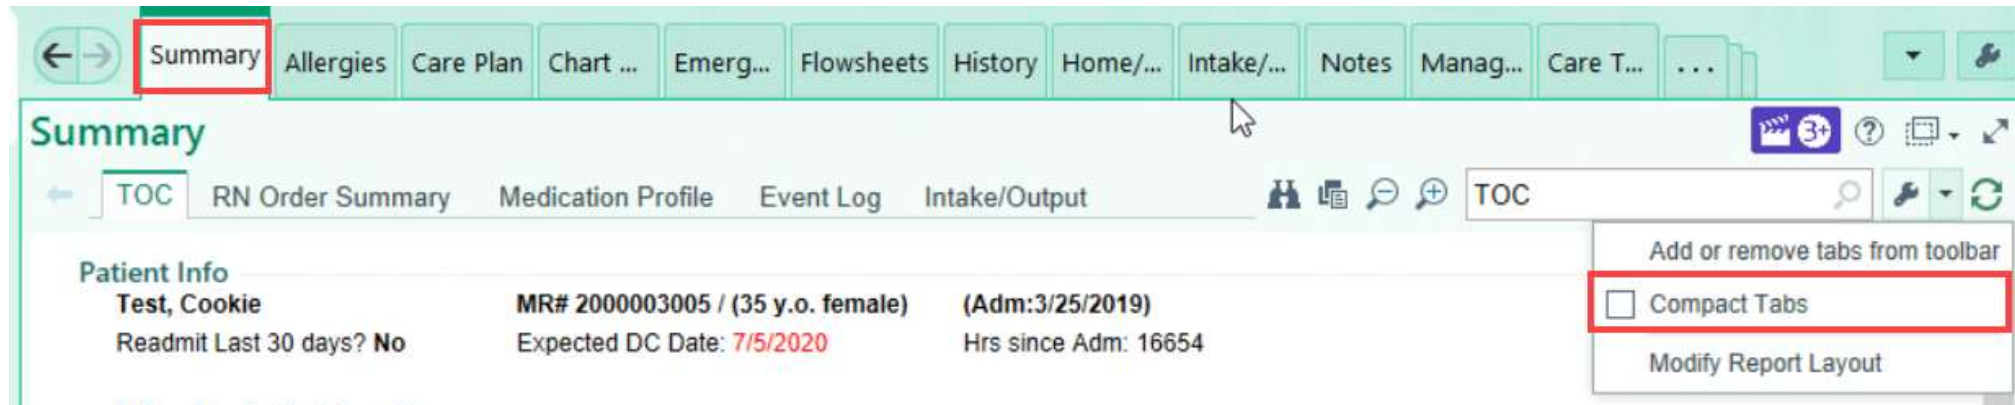 Summary Allergies Care Plan Chart ... Emerg... Flowsheets History Home/... Intake/... Notes Manag... Care T... ...
Summary
3+
TOC RN Order Summary Medication Profile Event Log Intake/Output TOC
Add or remove tabs from toolbar
Compact Tabs
Modify Report Layout
Patient Info
Test, Cookie MR# 2000003005 / (35 y.o. female) (Adm:3/25/2019)
Readmit Last 30 days? No Expected DC Date: 7/5/2020 Hrs since Adm: 16654